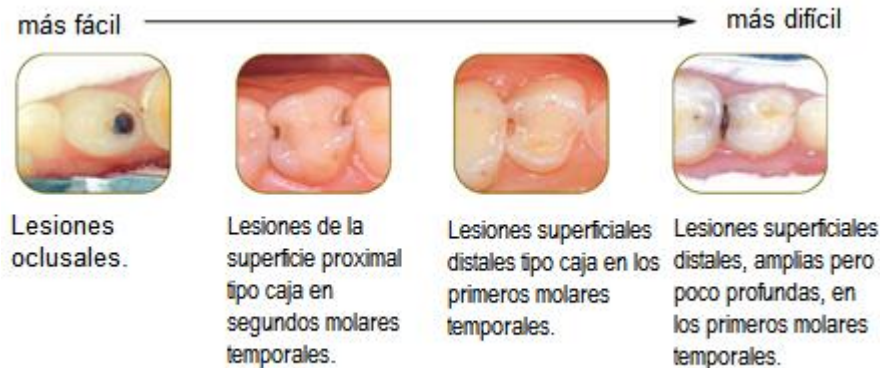 más fácil
más difícil
Lesiones
oclusales.
Lesiones de la
superficie proximal
tipo caja en
segundos molares
temporales.
Lesiones superficiales
distales tipo caja en los
primeros molares
temporales.
Lesiones superficiales
distales, amplias pero
poco profundas, en
los primeros molares
temporales.